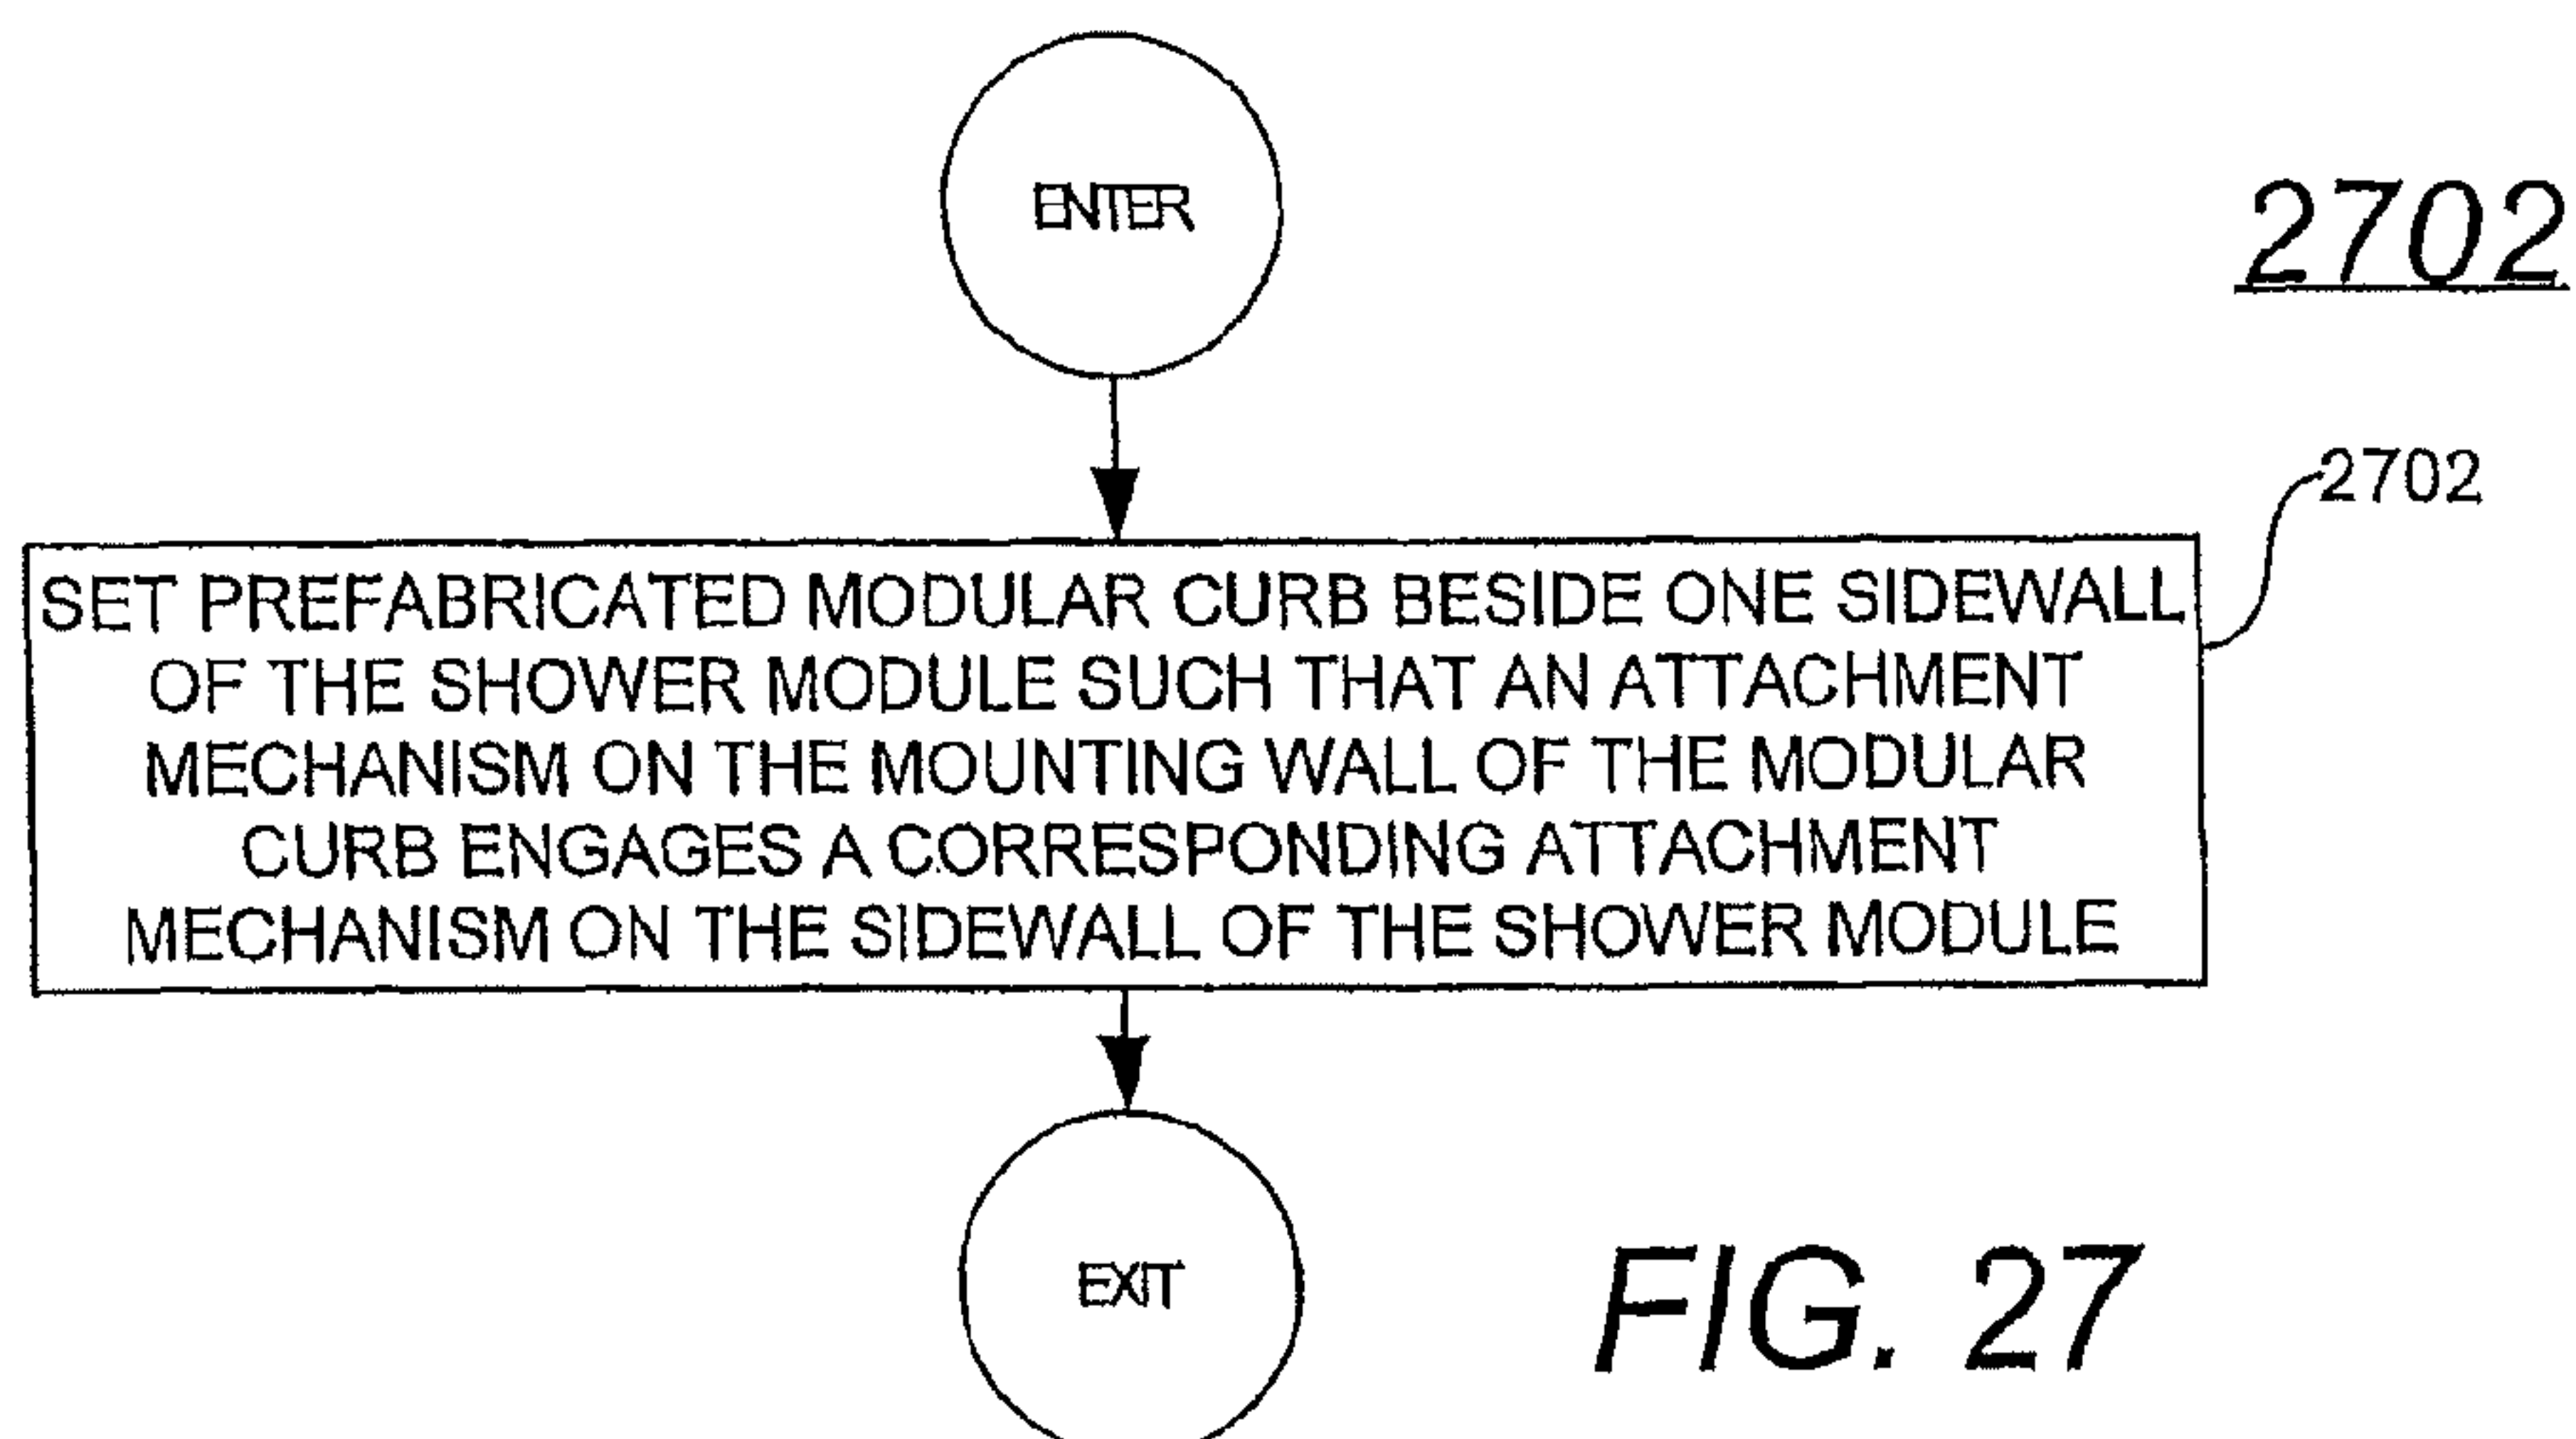 ENTER
2702
2702
SET PREFABRICATED MODULAR CURB BESIDE ONE SIDEWALL
OF THE SHOWER MODULE SUCH THAT AN ATTACHMENT
MECHANISM ON THE MOUNTING WALL OF THE MODULAR
CURB ENGAGES A CORRESPONDING ATTACHMENT
MECHANISM ON THE SIDEWALL OF THE SHOWER MODULE
EXIT
FIG. 27